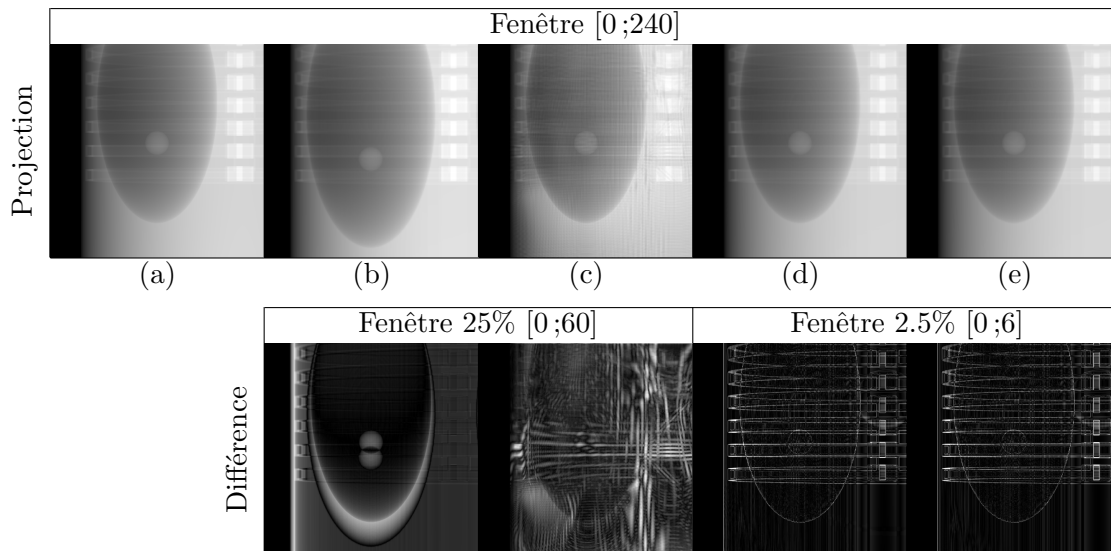 Fenêtre [0 ;240]
Projection
(a) (b) (c) (d) (e)
Fenêtre 25% [0 ;60] Fenêtre 2.5% [0 ;6]
Différence